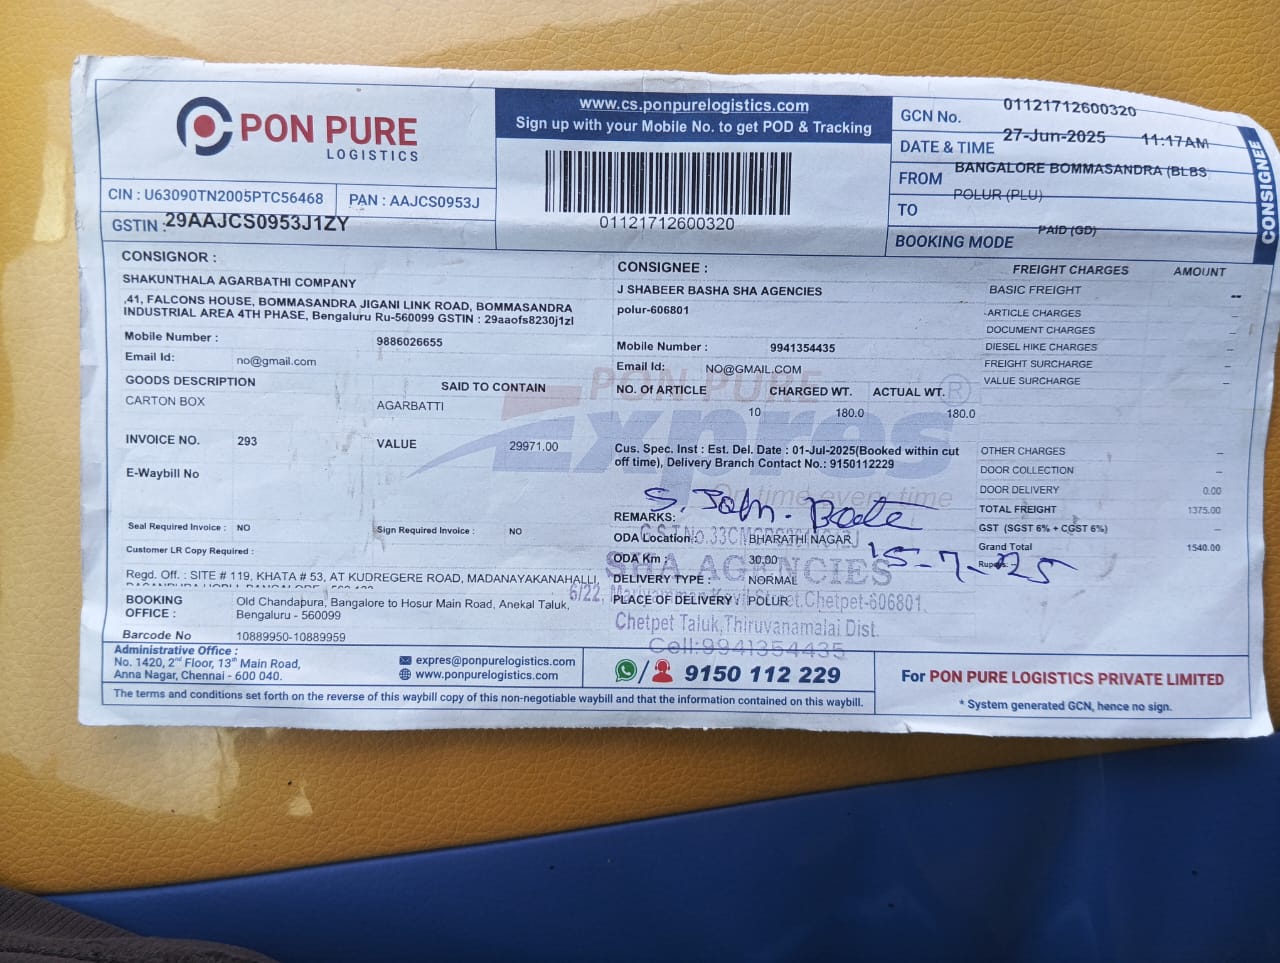 PON PURE
LOGISTICS
www.cs.ponpurelogistics.com
Sign up with your Mobile No. to get POD & Tracking
01121712600320
GCN No. 01121712600320
DATE & TIME 27-Jun-2025 11:17AM
FROM BANGALORE BOMMASANDRA (BLBS
TO POLUR (PLU)
BOOKING MODE PAID (GD)
CONSIGNEE
CIN : U63090TN2005PTC56468 PAN : AAJCS0953J
GSTIN : 29AAJCS0953J1ZY
CONSIGNOR :
SHAKUNTHALA AGARBATHI COMPANY
,41, FALCONS HOUSE, BOMMASANDRA JIGANI LINK ROAD, BOMMASANDRA
INDUSTRIAL AREA 4TH PHASE, Bengaluru Ru-560099 GSTIN : 29aaofs8230j1zl
Mobile Number : 9886026655
Email Id: no@gmail.com
GOODS DESCRIPTION SAID TO CONTAIN
CARTON BOX AGARBATTI
INVOICE NO. 293 VALUE 29971.00
E-Waybill No
Seal Required Invoice : NO Sign Required Invoice : NO
Customer LR Copy Required :
Regd. Off. : SITE # 119, KHATA # 53, AT KUDREGERE ROAD, MADANAYAKANAHALLI,
BOOKING OFFICE : Old Chandapura, Bangalore to Hosur Main Road, Anekal Taluk,
Bengaluru - 560099
Barcode No 10889950-10889959
CONSIGNEE :
J SHABEER BASHA SHA AGENCIES
polur-606801
Mobile Number : 9941354435
Email Id: NO@GMAIL.COM
NO. Of ARTICLE CHARGED WT. ACTUAL WT.
10 180.0 180.0
PON PURE
Expres
On time every time
Cus. Spec. Inst : Est. Del. Date : 01-Jul-2025(Booked within cut
off time), Delivery Branch Contact No.: 9150112229
REMARKS:
ODA Location : BHARATHI NAGAR
ODA Km : 30.00
DELIVERY TYPE : NORMAL
PLACE OF DELIVERY : POLUR
15-7-25
SHA AGENCIES
6/22, Mariyamman Kovil Street, Chetpet-606801.
Chetpet Taluk, Thiruvanamalai Dist.
Cell:9941354435
FREIGHT CHARGES AMOUNT
BASIC FREIGHT --
ARTICLE CHARGES –
DOCUMENT CHARGES –
DIESEL HIKE CHARGES –
FREIGHT SURCHARGE –
VALUE SURCHARGE –
OTHER CHARGES –
DOOR COLLECTION –
DOOR DELIVERY 0.00
TOTAL FREIGHT 1375.00
GST (SGST 6% + CGST 6%) –
Grand Total 1540.00
Administrative Office :
No. 1420, 2nd Floor, 13th Main Road,
Anna Nagar, Chennai - 600 040.
expres@ponpurelogistics.com
www.ponpurelogistics.com
9150 112 229
For PON PURE LOGISTICS PRIVATE LIMITED
* System generated GCN, hence no sign.
The terms and conditions set forth on the reverse of this waybill copy of this non-negotiable waybill and that the information contained on this waybill.